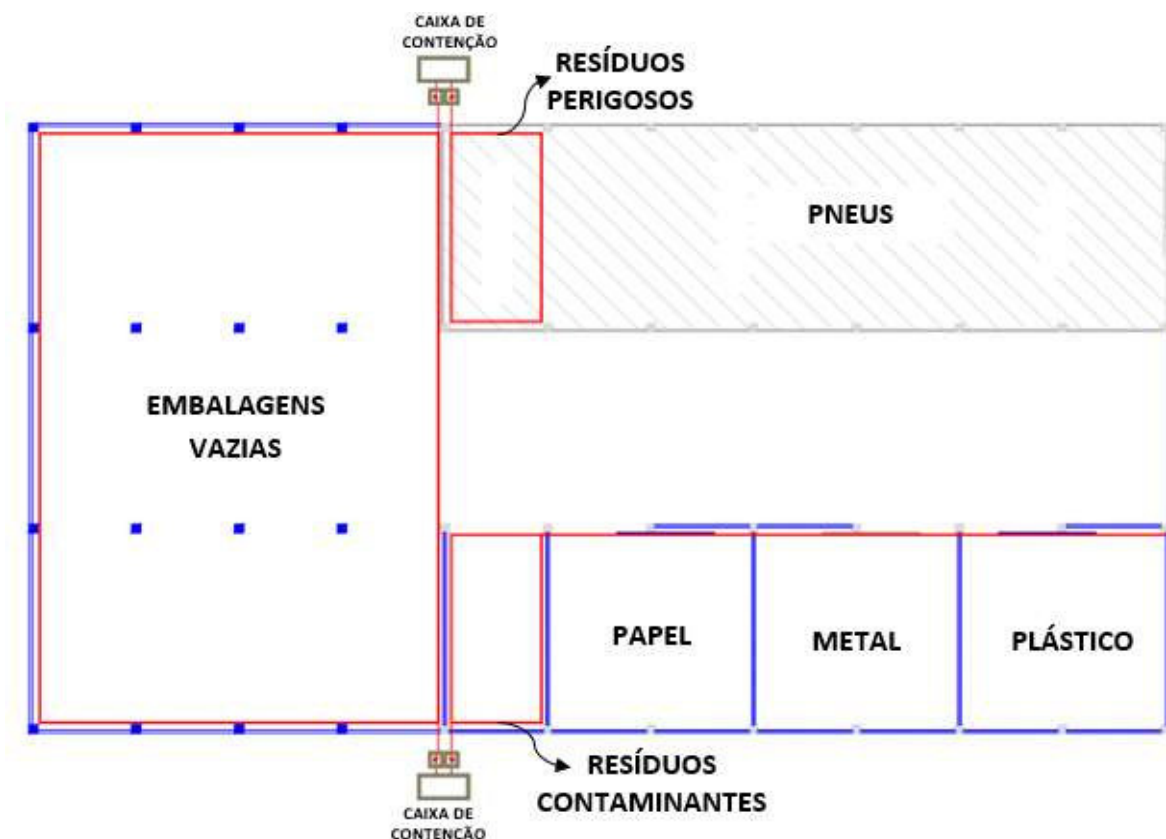 CAIXA DE
CONTENÇÃO
RESÍDUOS
PERIGOSOS
PNEUS
EMBALAGENS
VAZIAS
PAPEL
METAL
PLÁSTICO
RESÍDUOS
CONTAMINANTES
CAIXA DE
CONTENÇÃO